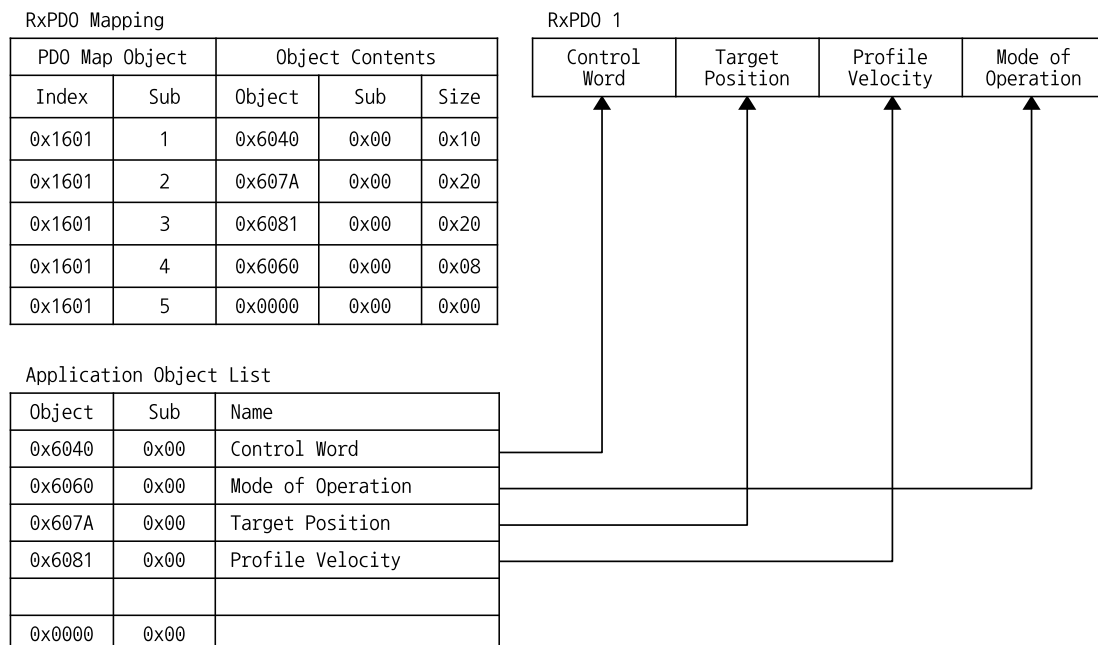 RxPDO Mapping
PDO Map Object Object Contents
Index Sub Object Sub Size
0x1601 1 0x6040 0x00 0x10
0x1601 2 0x607A 0x00 0x20
0x1601 3 0x6081 0x00 0x20
0x1601 4 0x6060 0x00 0x08
0x1601 5 0x0000 0x00 0x00
RxPDO 1
Control Word
Target Position
Profile Velocity
Mode of Operation
Application Object List
Object Sub Name
0x6040 0x00 Control Word
0x6060 0x00 Mode of Operation
0x607A 0x00 Target Position
0x6081 0x00 Profile Velocity
0x0000 0x00